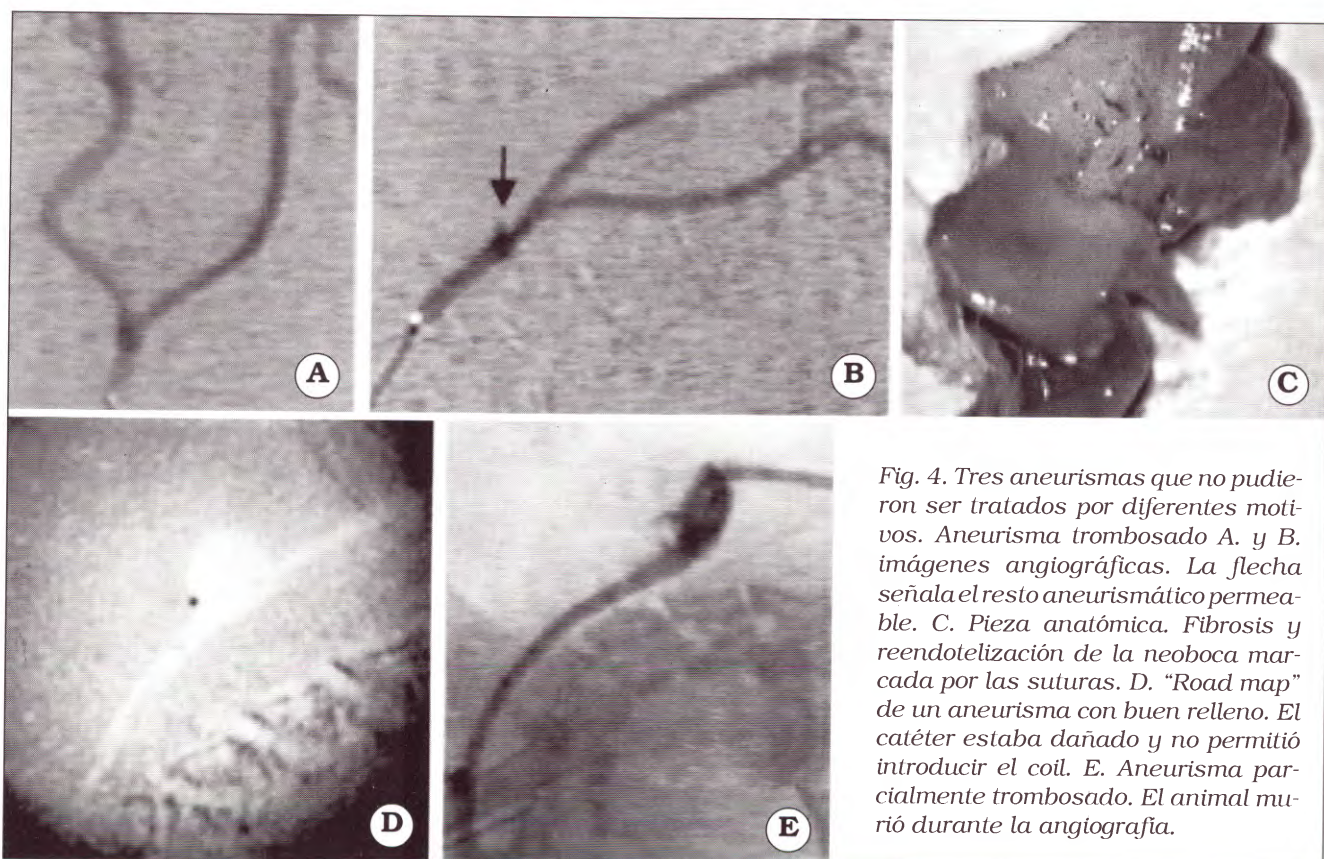 A
B
C
D
E
Fig. 4. Tres aneurismas que no pudie-
ron ser tratados por diferentes moti-
vos. Aneurisma trombosado A. y B.
imágenes angiográficas. La flecha
señala el resto aneurismático permea-
ble. C. Pieza anatómica. Fibrosis y
reendotelización de la neoboca mar-
cada por las suturas. D. "Road map"
de un aneurisma con buen relleno. El
catéter estaba dañado y no permitió
introducir el coil. E. Aneurisma par-
cialmente trombosado. El animal mu-
rió durante la angiografía.